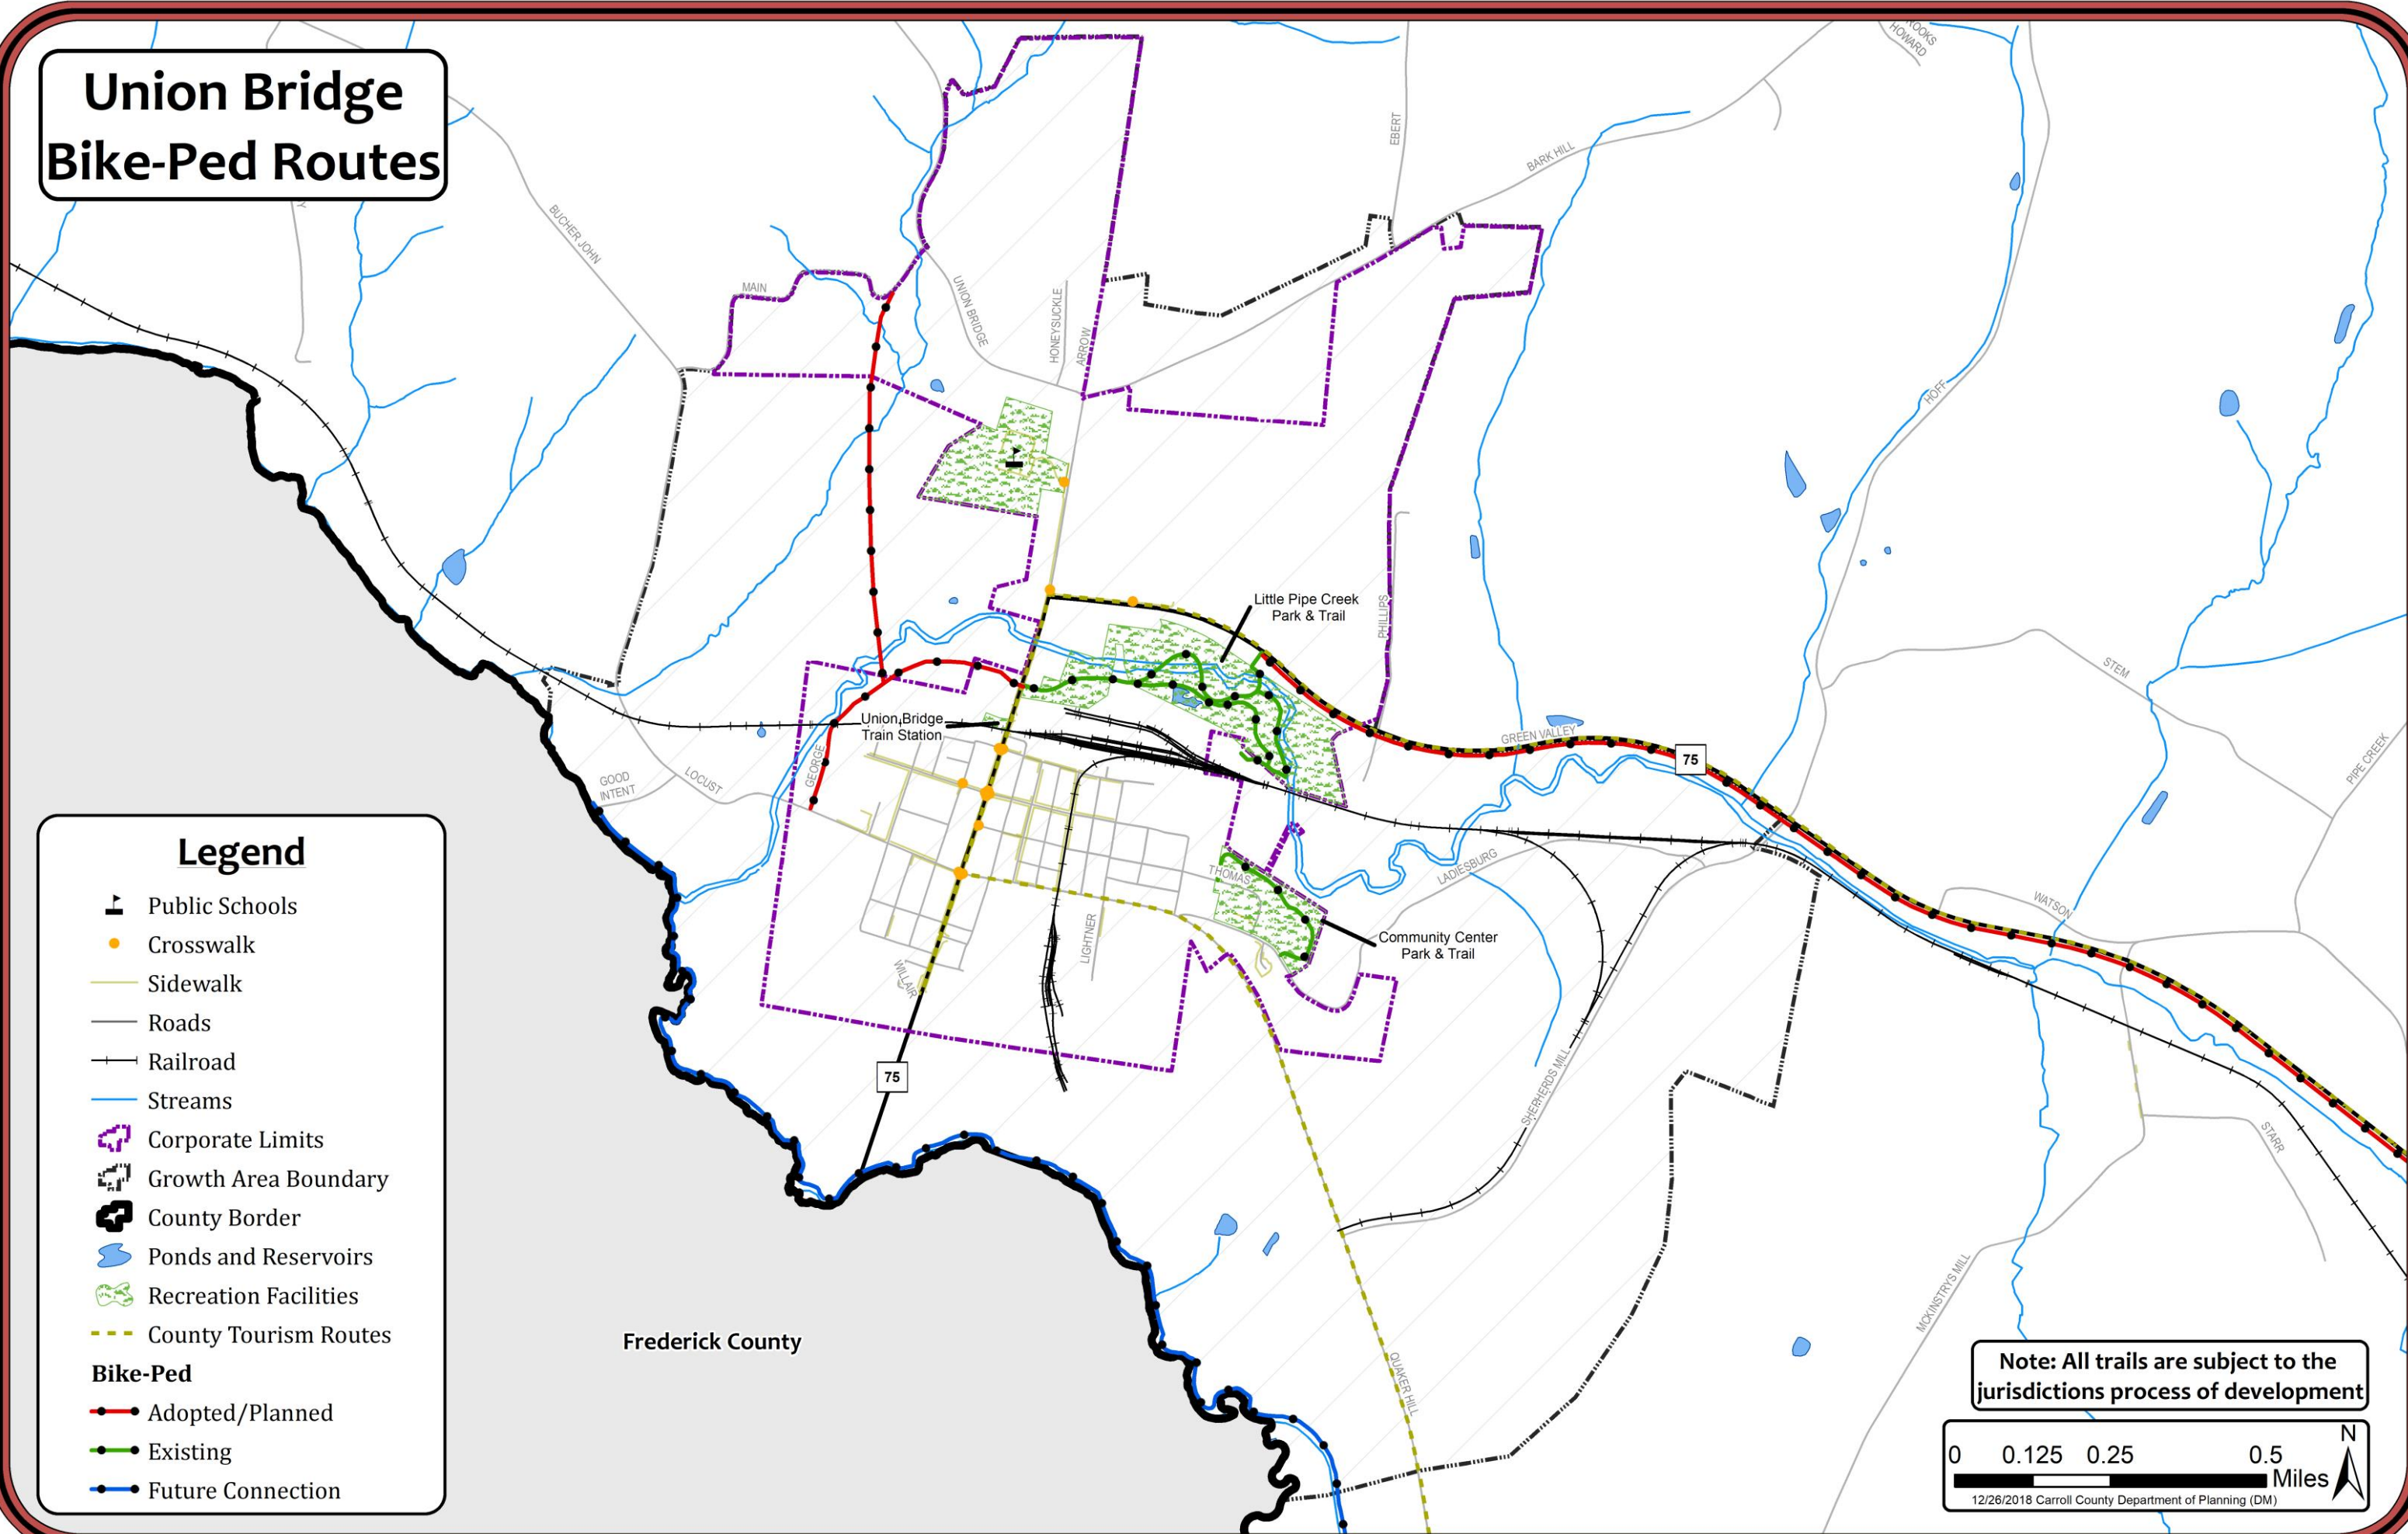 Union Bridge
Bike-Ped Routes
ROOKS
HOWARD
EBERT
BARK HILL
BUCHER JOHN
MAIN
UNION BRIDGE
HONEYSUCKLE
ARROW
HOFF
Little Pipe Creek
Park & Trail
PHILLIPS
STEM
Union Bridge
Train Station
GREEN VALLEY
75
PIPE CREEK
GEORGE
GOOD
INTENT
LOCUST
THOMAS
LADIESBURG
WATSON
Community Center
Park & Trail
LIGHTNER
WILLAIR
75
SHEPHERDS MILL
STARR
MCKINSTRYS MILL
QUAKER HILL
Frederick County
Legend
Public Schools
Crosswalk
Sidewalk
Roads
Railroad
Streams
Corporate Limits
Growth Area Boundary
County Border
Ponds and Reservoirs
Recreation Facilities
County Tourism Routes
Bike-Ped
Adopted/Planned
Existing
Future Connection
Note: All trails are subject to the
jurisdictions process of development
N
0 0.125 0.25 0.5
Miles
12/26/2018 Carroll County Department of Planning (DM)